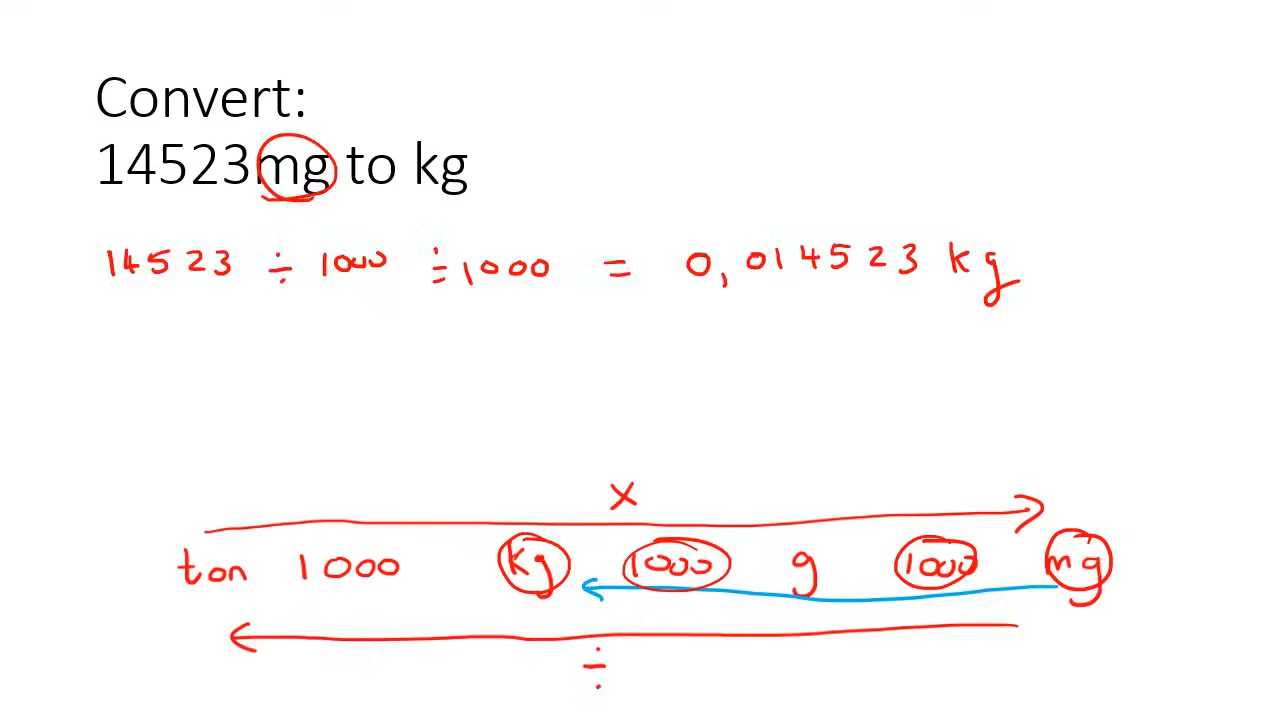 Convert:
14523mg to kg
14523 ÷ 1000 ÷ 1000 = 0,014523 kg
X
ton 1000 kg 1000 g 1000 mg
÷